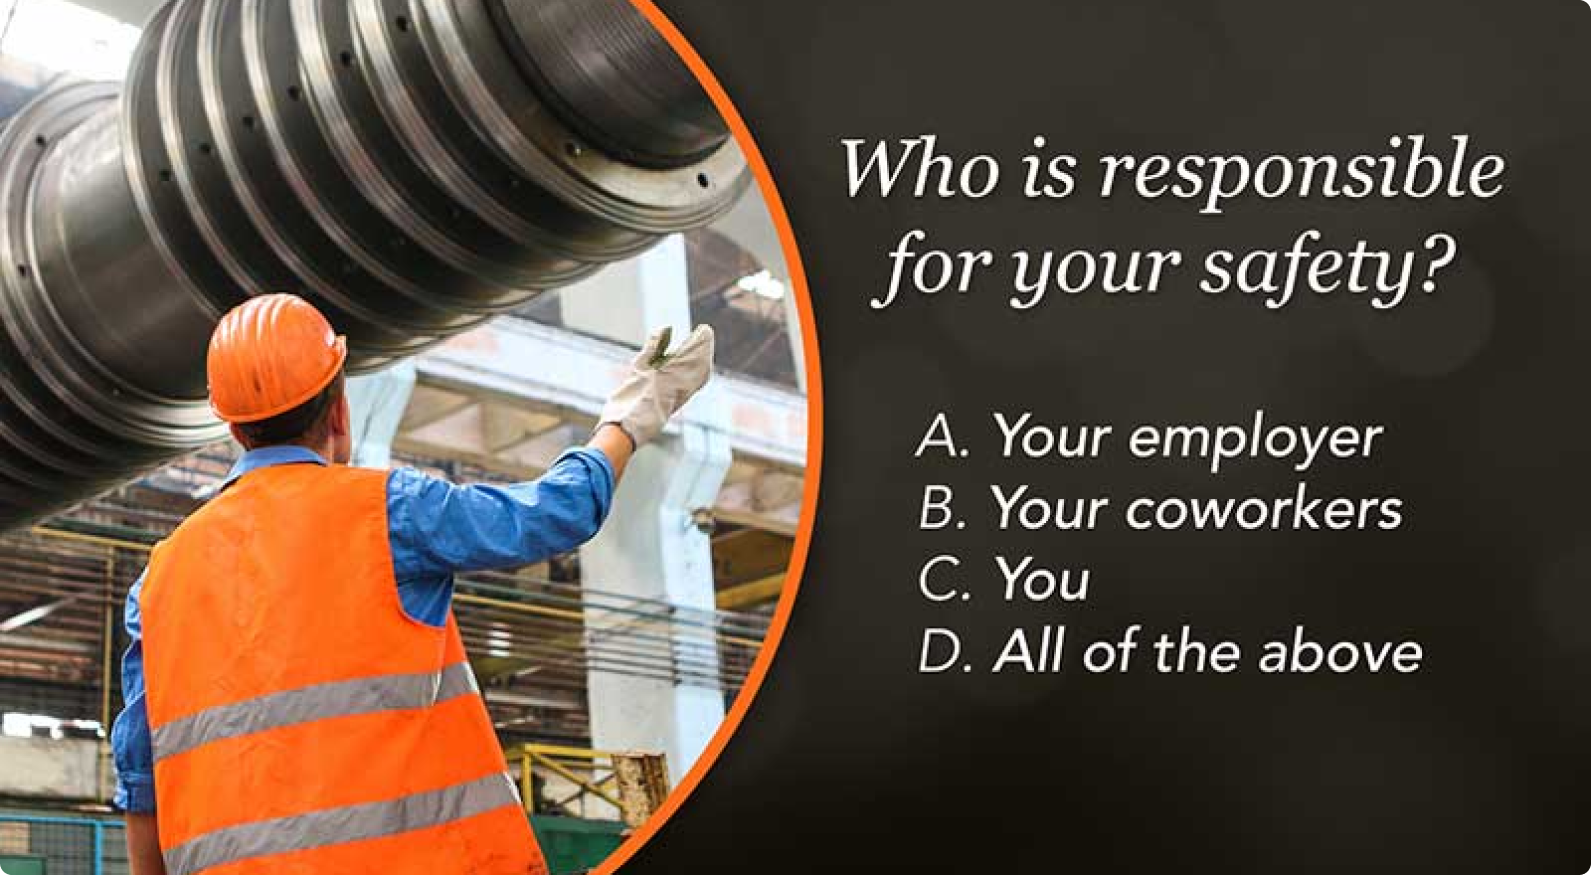 Who is responsible
for your safety?
A. Your employer
B. Your coworkers
C. You
D. All of the above